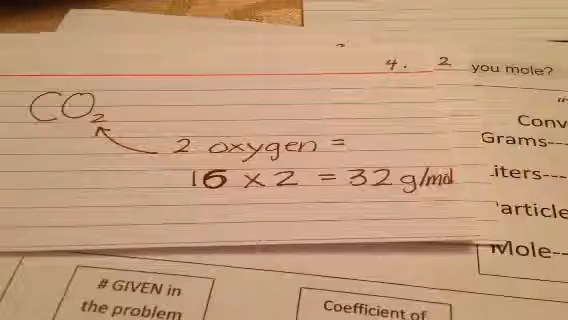 4. 2 you mole?
CO2
2 oxygen =
16 x 2 = 32 g/mol
Conv
Grams--
iters---
article
Mole--
# GIVEN in
the problem
Coefficient of